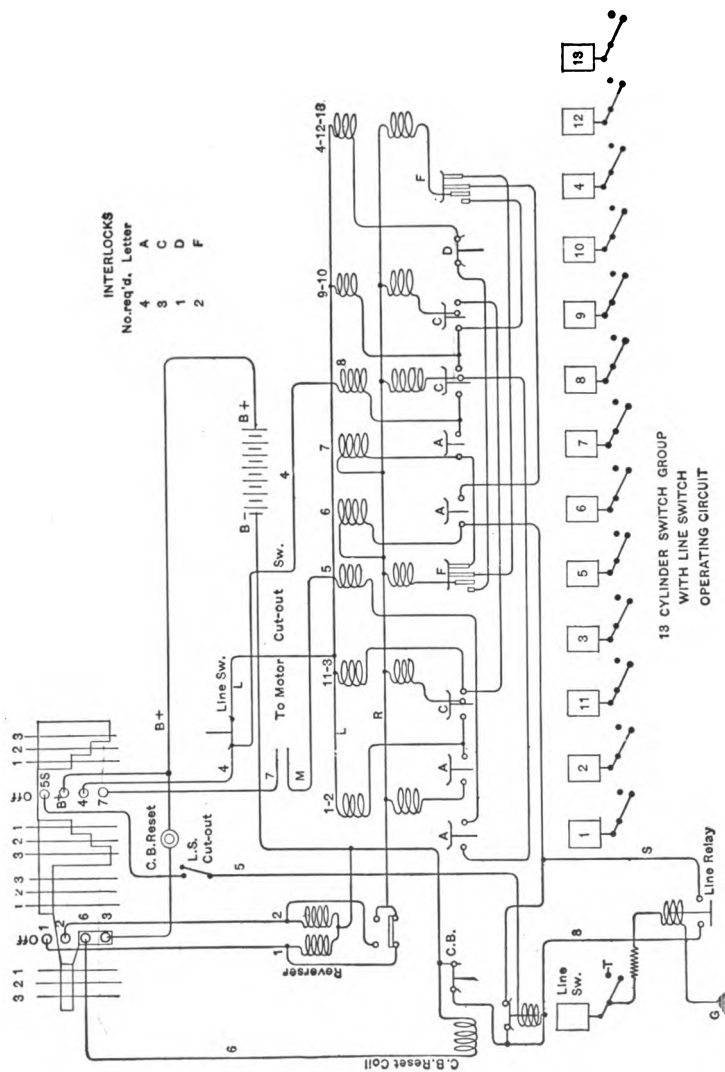 INTERLOCKS
No.req'd. Letter
4 A
3 C
1 D
2 F
Off
5S
B+
4
7
1 2 3
3 2 1
1 2 3
Off
1
2
6
3
3 2 1
B+
C.B.Reset
L.S.
Cut-out
5
4
Line Sw.
L
7
To Motor
M
Cut-out
Sw.
B- B+
4
1
2
Reverser
6
C.B.Reset Coil
C.B.
L
R
1-2
11-3
5
6
7
8
9-10
4-12-13
A
A
C
F
A
A
C
C
D
F
Line
Sw.
-T
8
S
Line Relay
G
1
2
11
3
5
6
7
8
9
10
4
12
13
13 CYLINDER SWITCH GROUP
WITH LINE SWITCH
OPERATING CIRCUIT